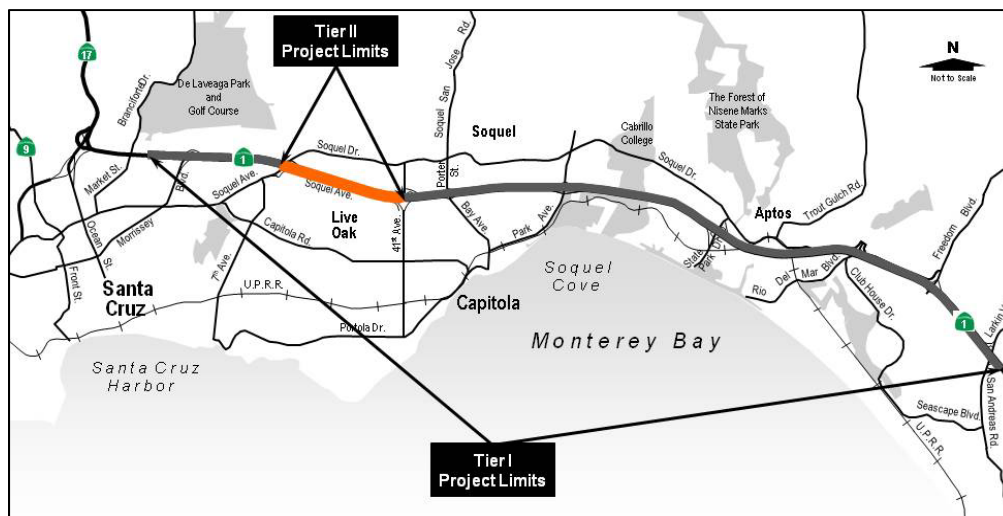 Tier II
Project Limits
N
Not to Scale
17
9
1
Branciforte Dr.
De Laveaga Park
and
Golf Course
Soquel San Jose Rd.
Soquel
Cabrillo
College
The Forest of
Nisene Marks
State Park
Market St.
Morrissey Blvd.
Soquel Ave.
Soquel Dr.
Soquel Ave.
Porter
St.
Soquel Dr.
Trout Gulch Rd.
Ocean St.
Front St.
Live
Oak
Capitola Rd.
7th Ave.
41st Ave.
Bay Ave.
Park Ave.
Aptos
State
Park Dr.
Freedom Blvd.
Santa
Cruz
U.P.R.R.
Capitola
Portola Dr.
Soquel
Cove
Rio Del Mar Blvd.
Club House Dr.
1
Monterey Bay
Santa Cruz
Harbor
Seascape Blvd.
San Andreas Rd.
U.P.R.R.
Tier I
Project Limits